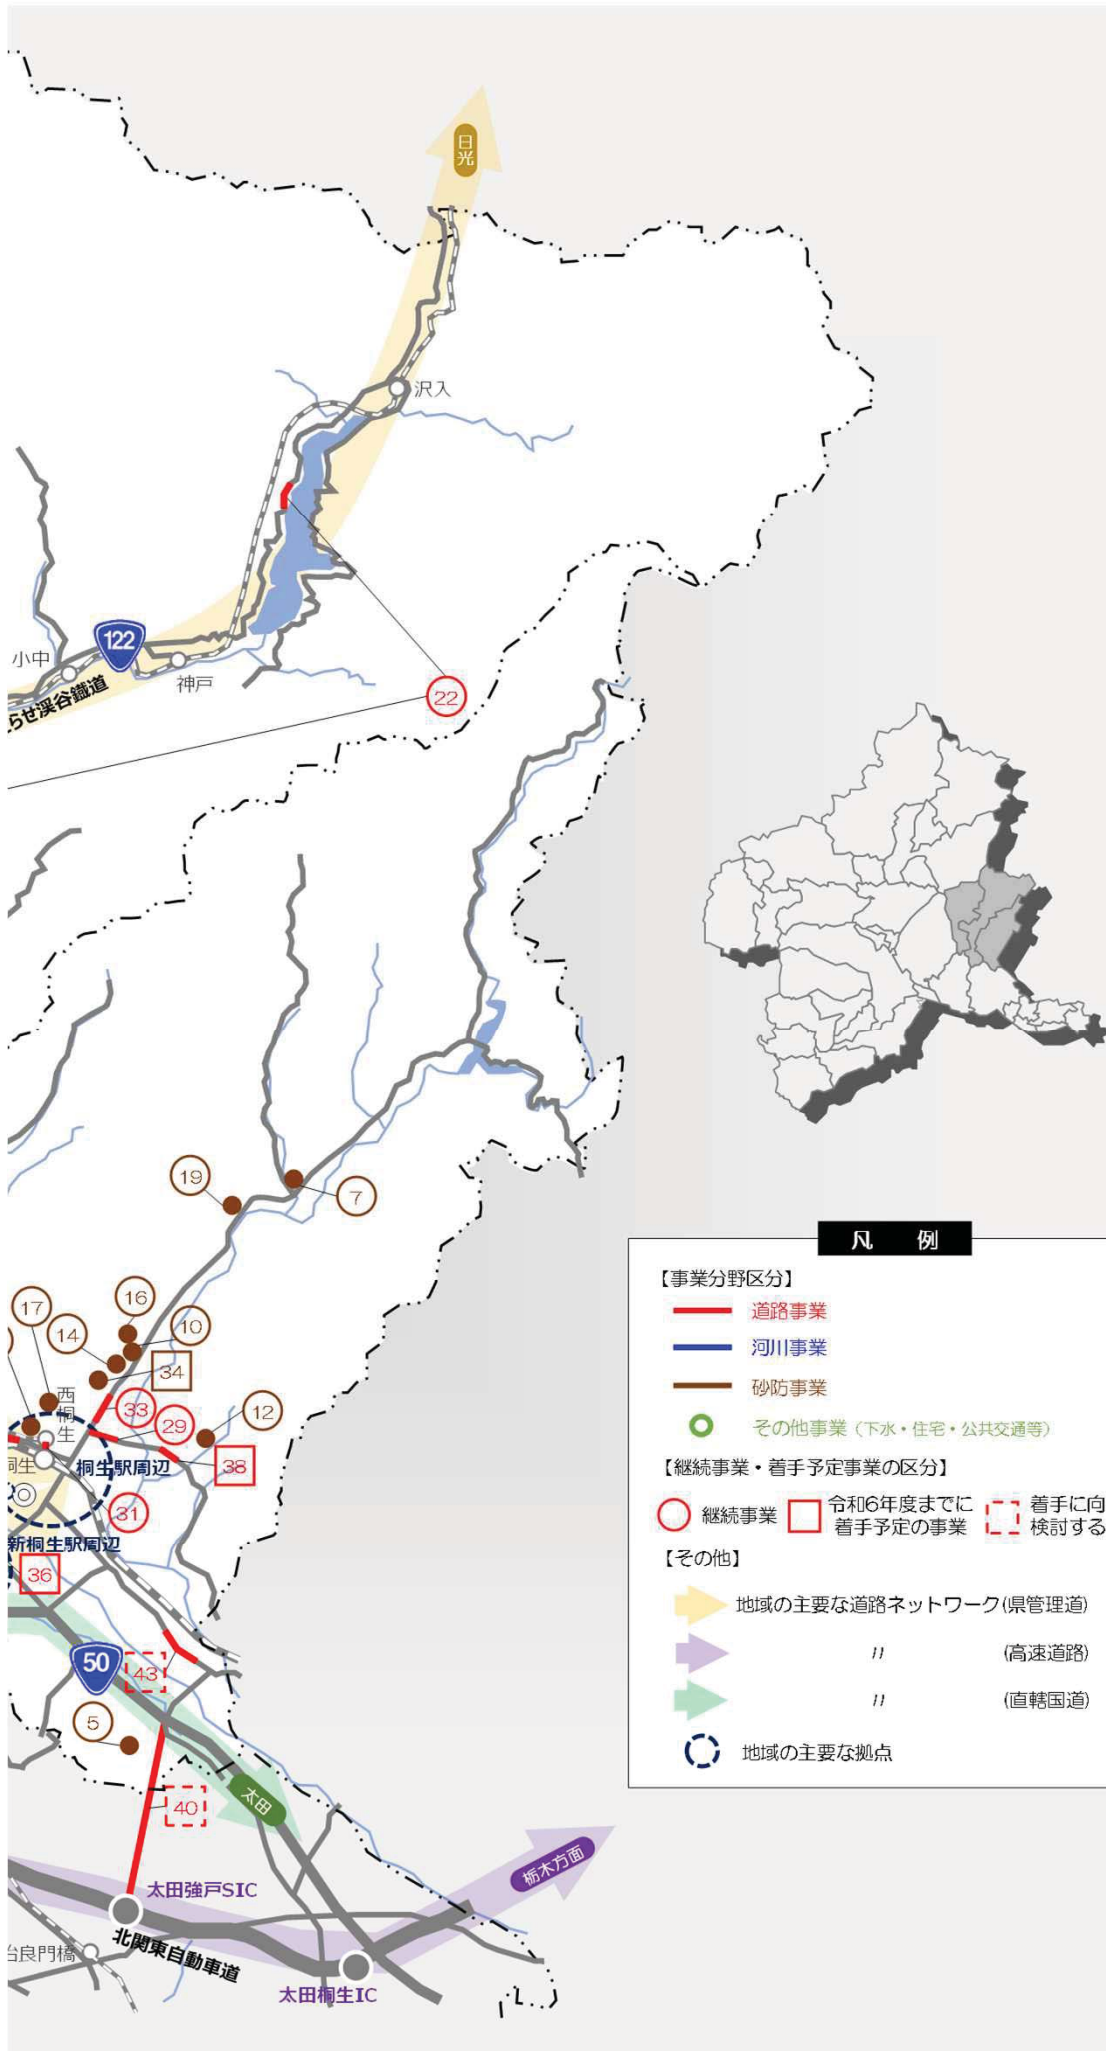 日光
沢入
122
小中
神戸
らせ渓谷鐵道
22
19
7
17
16
14
10
34
西桐生
33
29
12
38
桐生駅周辺
31
新桐生駅周辺
36
50
43
5
40
太田
栃木方面
太田強戸SIC
北関東自動車道
治良門橋
太田桐生IC
凡 例
【事業分野区分】
道路事業
河川事業
砂防事業
その他事業（下水・住宅・公共交通等）
【継続事業・着手予定事業の区分】
継続事業
令和6年度までに
着手予定の事業
着手に向
検討する
【その他】
地域の主要な道路ネットワーク(県管理道)
〃 (高速道路)
〃 (直轄国道)
地域の主要な拠点